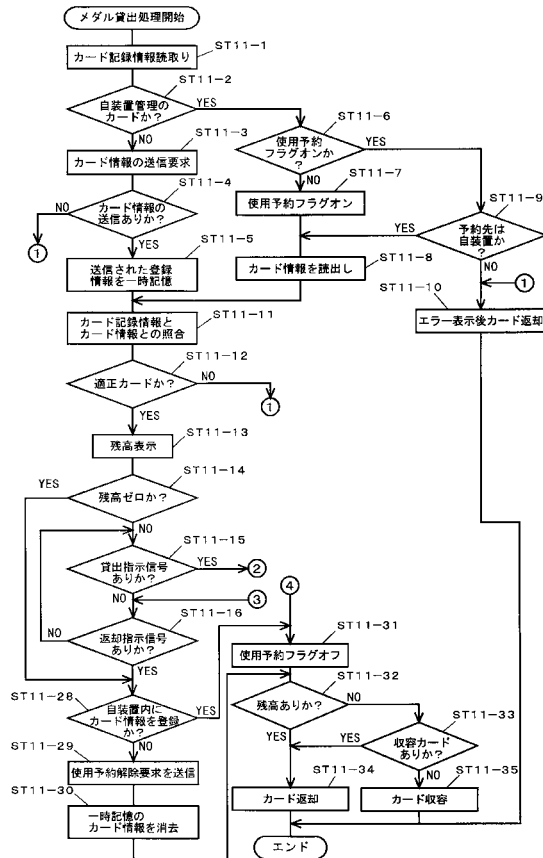 メダル貸出処理開始
ST11-1
カード記録情報読取り
ST11-2
自装置管理の
カードか?
YES
NO
ST11-3
カード情報の送信要求
ST11-4
カード情報の
送信ありか?
NO
YES
①
ST11-5
送信された登録
情報を一時記憶
ST11-6
使用予約
フラグオンか
?
YES
NO
ST11-7
使用予約フラグオン
ST11-8
カード情報を読出し
ST11-9
予約先は
自装置か
?
YES
NO
①
ST11-10
エラー表示後カード返却
ST11-11
カード記録情報と
カード情報との照合
ST11-12
適正カードか?
NO
①
YES
ST11-13
残高表示
ST11-14
残高ゼロか?
YES
NO
ST11-15
貸出指示信号
ありか?
YES
②
NO
③
ST11-16
返却指示信号
ありか?
NO
YES
ST11-28
自装置内に
カード情報を登録
か?
YES
NO
ST11-29
使用予約解除要求を送信
ST11-30
一時記憶の
カード情報を消去
④
ST11-31
使用予約フラグオフ
ST11-32
残高ありか?
NO
YES
ST11-33
収容カード
ありか?
YES
NO
ST11-34
カード返却
ST11-35
カード収容
エンド